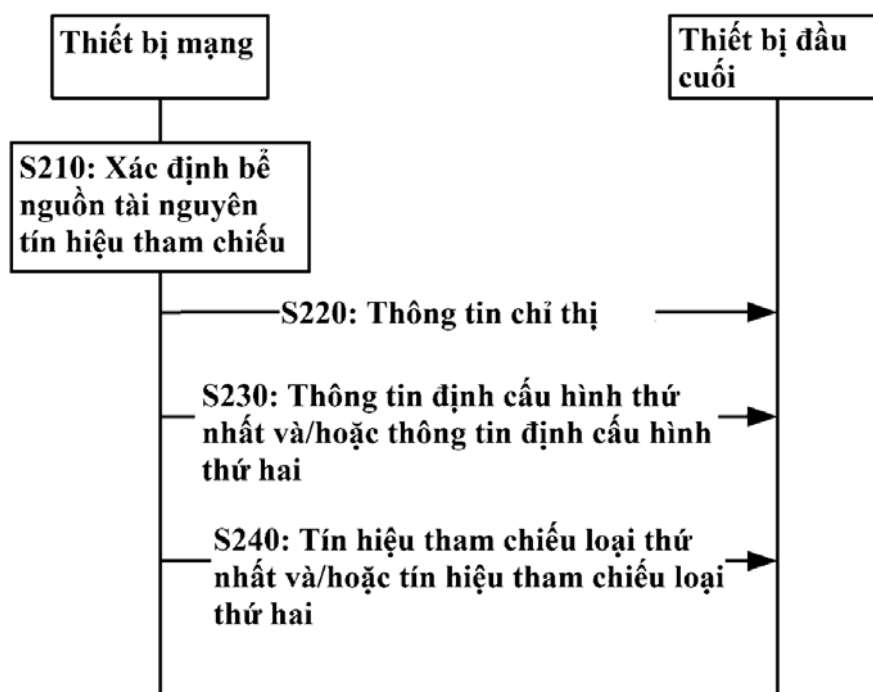 Thiết bị mạng
Thiết bị đầu
cuối
S210: Xác định bể
nguồn tài nguyên
tín hiệu tham chiếu
S220: Thông tin chỉ thị
S230: Thông tin định cấu hình thứ
nhất và/hoặc thông tin định cấu hình
thứ hai
S240: Tín hiệu tham chiếu loại thứ
nhất và/hoặc tín hiệu tham chiếu loại
thứ hai